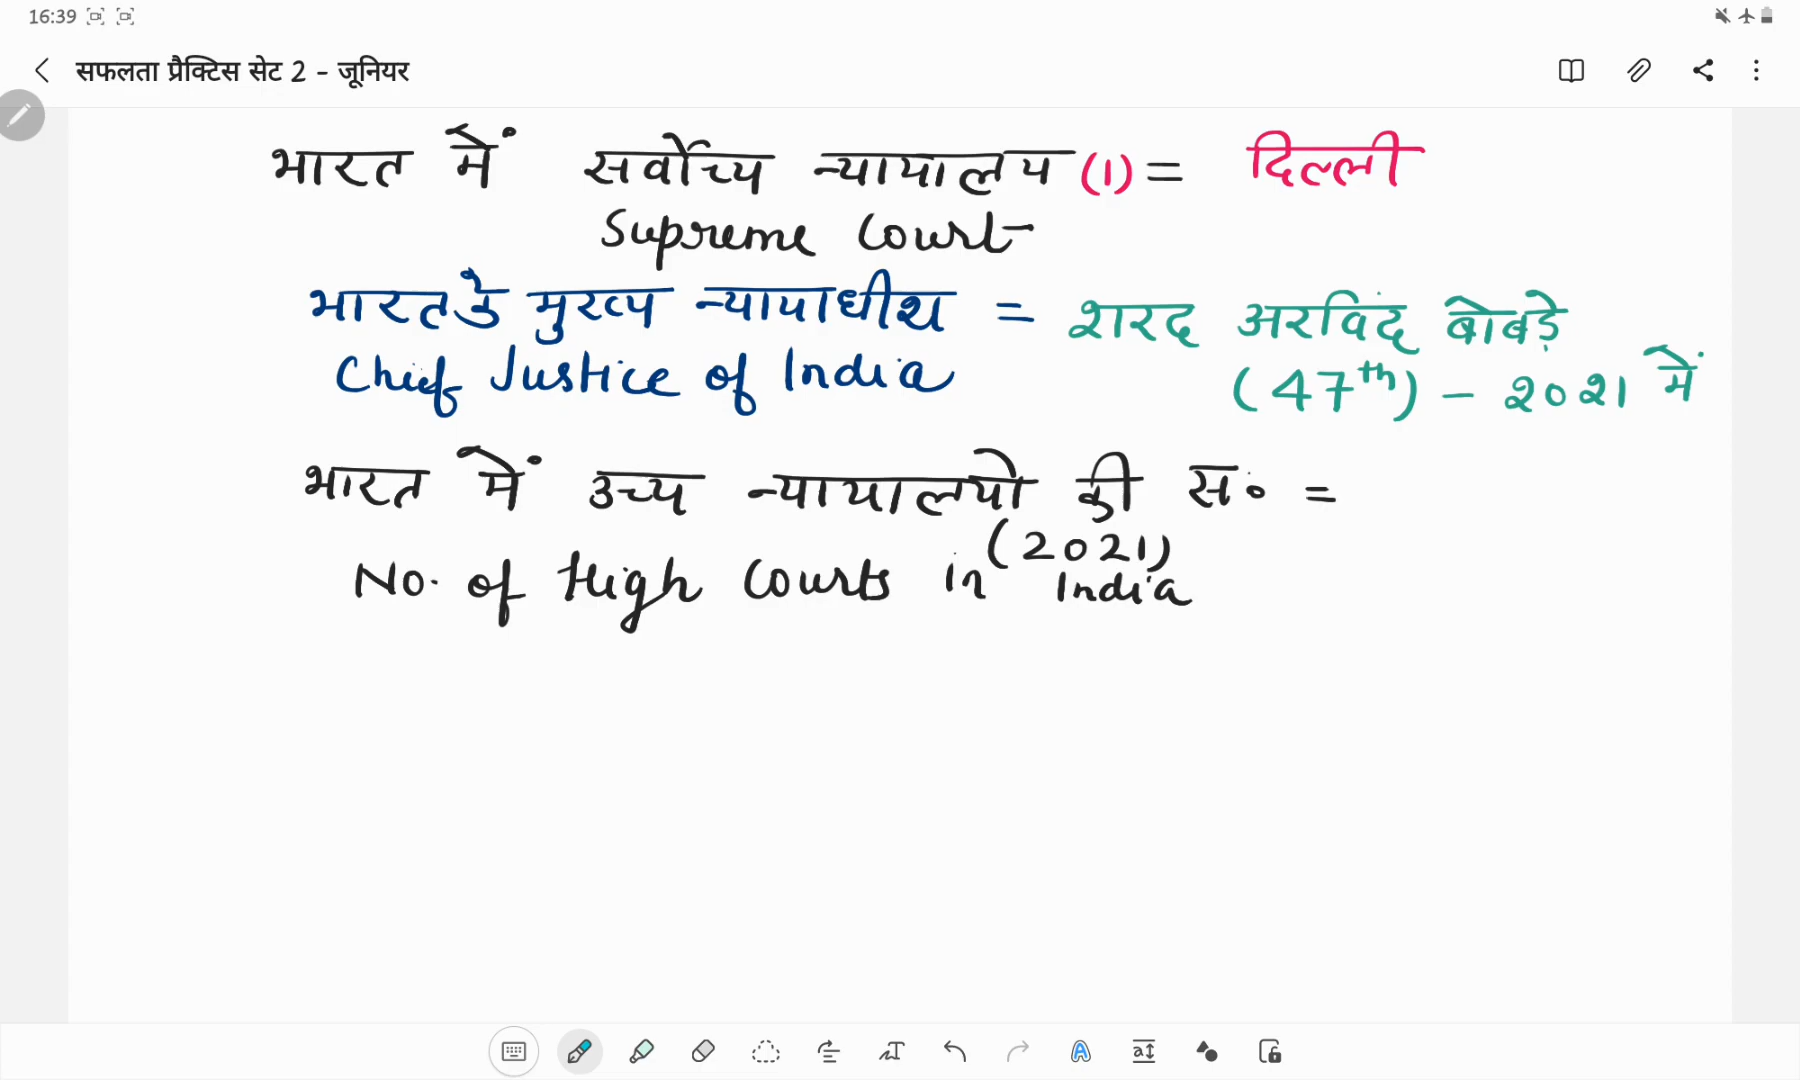 16:39
सफलता प्रैक्टिस सेट 2 - जूनियर
भारत में सर्वोच्य न्यायालय (1) = दिल्ली
Supreme Court
भारत के मुख्य न्यायाधीश = शरद अरविंद बोबड़े
Chief Justice of India (47th) - 2021 में
भारत में उच्य न्यायालयो की सं० =
(2021)
No. of High Courts in India